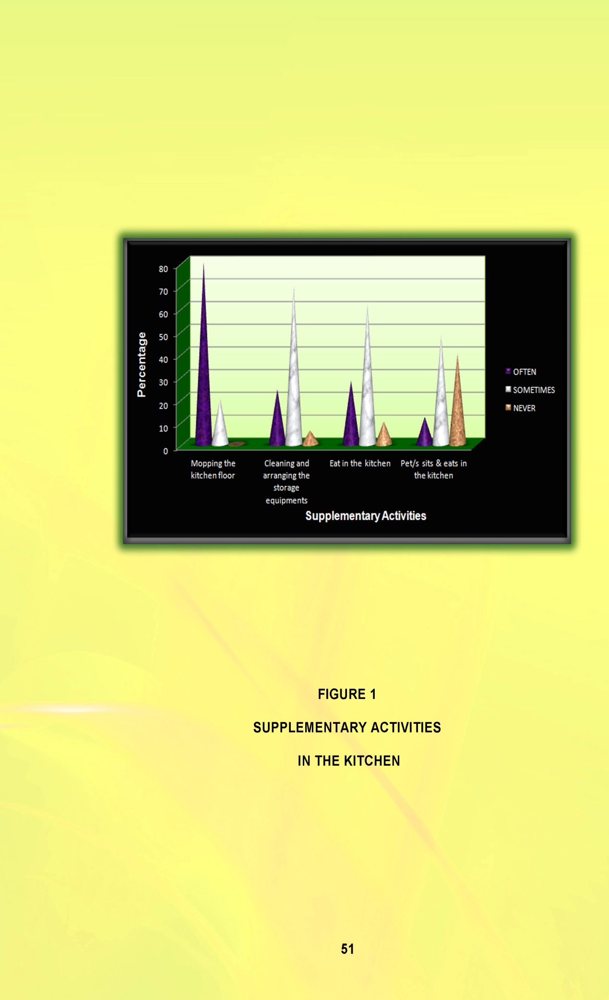 80
70
60
50
40
30
20
10
0
Percentage
OFTEN
SOMETIMES
NEVER
Mopping the
kitchen floor
Cleaning and
arranging the
storage
equipments
Eat in the kitchen
Pet/s sits & eats in
the kitchen
Supplementary Activities
FIGURE 1
SUPPLEMENTARY ACTIVITIES
IN THE KITCHEN
51